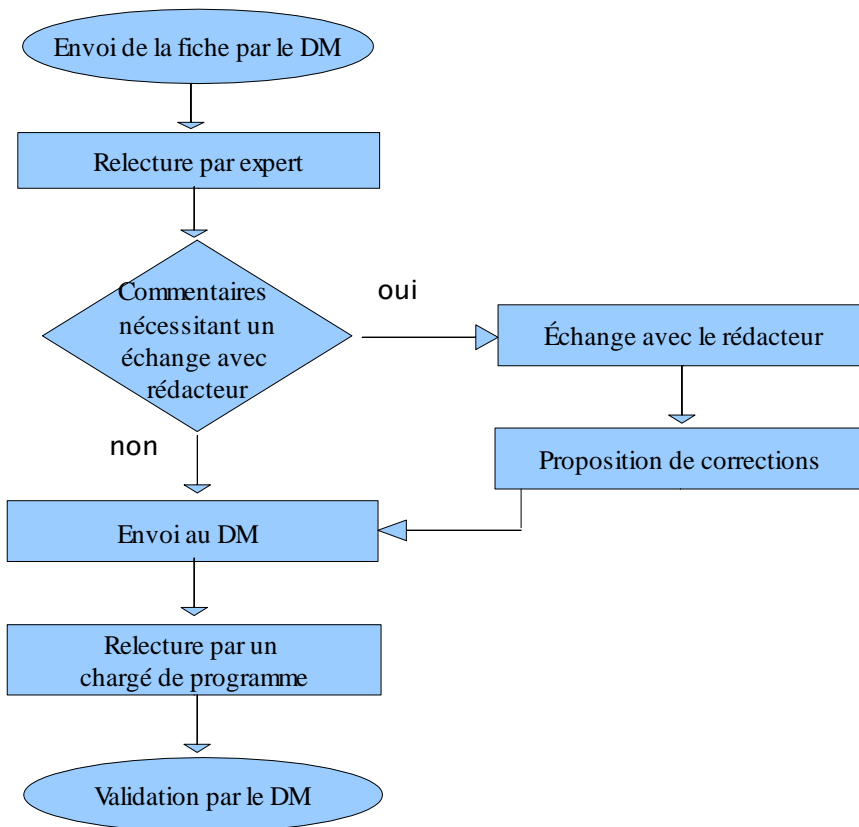 Envoi de la fiche par le DM
Relecture par expert
Commentaires
nécessitant un
échange avec
rédacteur
oui
Échange avec le rédacteur
Proposition de corrections
non
Envoi au DM
Relecture par un
chargé de programme
Validation par le DM